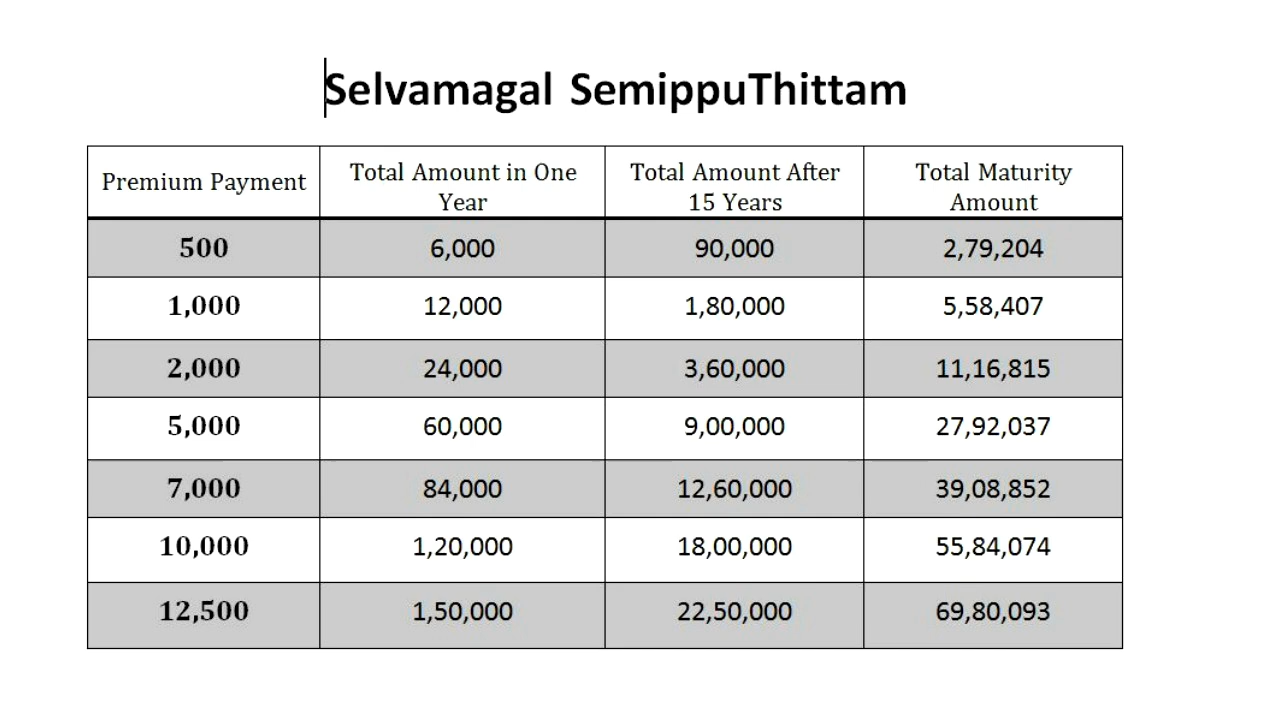 Selvamagal SemippuThittam
Premium Payment
Total Amount in One
Year
Total Amount After
15 Years
Total Maturity
Amount
500 6,000 90,000 2,79,204
1,000 12,000 1,80,000 5,58,407
2,000 24,000 3,60,000 11,16,815
5,000 60,000 9,00,000 27,92,037
7,000 84,000 12,60,000 39,08,852
10,000 1,20,000 18,00,000 55,84,074
12,500 1,50,000 22,50,000 69,80,093